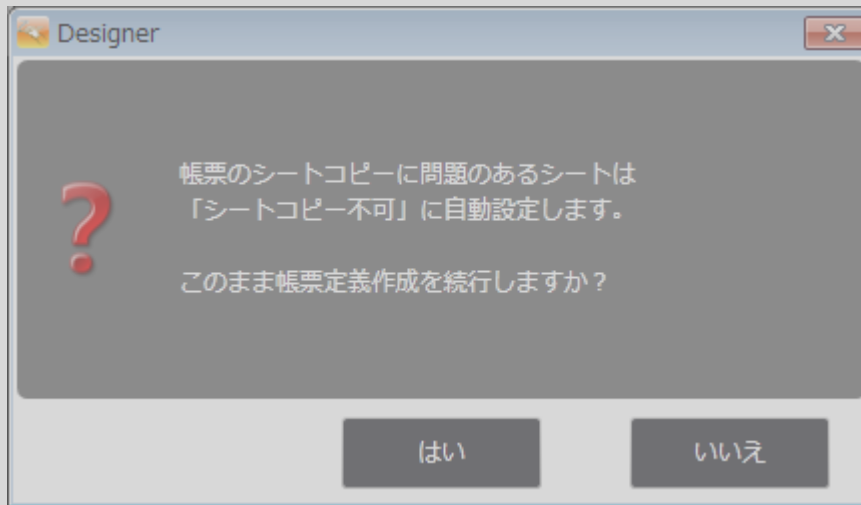 Designer
帳票のシートコピーに問題のあるシートは
「シートコピー不可」に自動設定します。
このまま帳票定義作成を続行しますか？
はい
いいえ